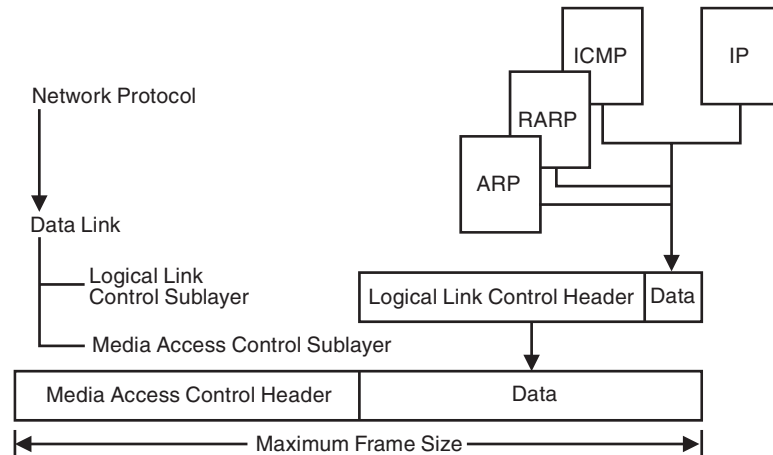 ICMP
IP
Network Protocol
RARP
ARP
Data Link
Logical Link
Control Sublayer
Logical Link Control Header
Data
Media Access Control Sublayer
Media Access Control Header
Data
Maximum Frame Size